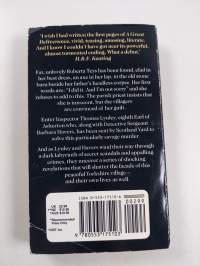 'I wish I had written the first pages of A Great
Deliverance, vivid, teasing, amusing, literate.
And I know I couldn't have got near its powerful,
almost tormented ending. What a debut.'
H.R.F. Keating
Fat, unlovely Roberta Teys has been found, clad in
her best dress, an axe in her lap, in the old stone
barn beside her father's headless corpse. Her first
words are: "I did it. And I'm not sorry" and she
refuses to add to this. The parish priest insists that
she is innocent, but the villagers
are convinced of her guilt.
Enter Inspector Thomas Lynley, eighth Earl of
Asherton who, along with Detective Sergeant
Barbara Havers, has been sent by Scotland Yard to
solve this particularly savage murder.
And as Lynley and Havers wind their way through
a dark labyrinth of secret scandals and appalling
crimes, they uncover a series of shocking
revelations that will shatter the facade of this
peaceful Yorkshire village—
and their own lives as well.
00299
9 780553 175103